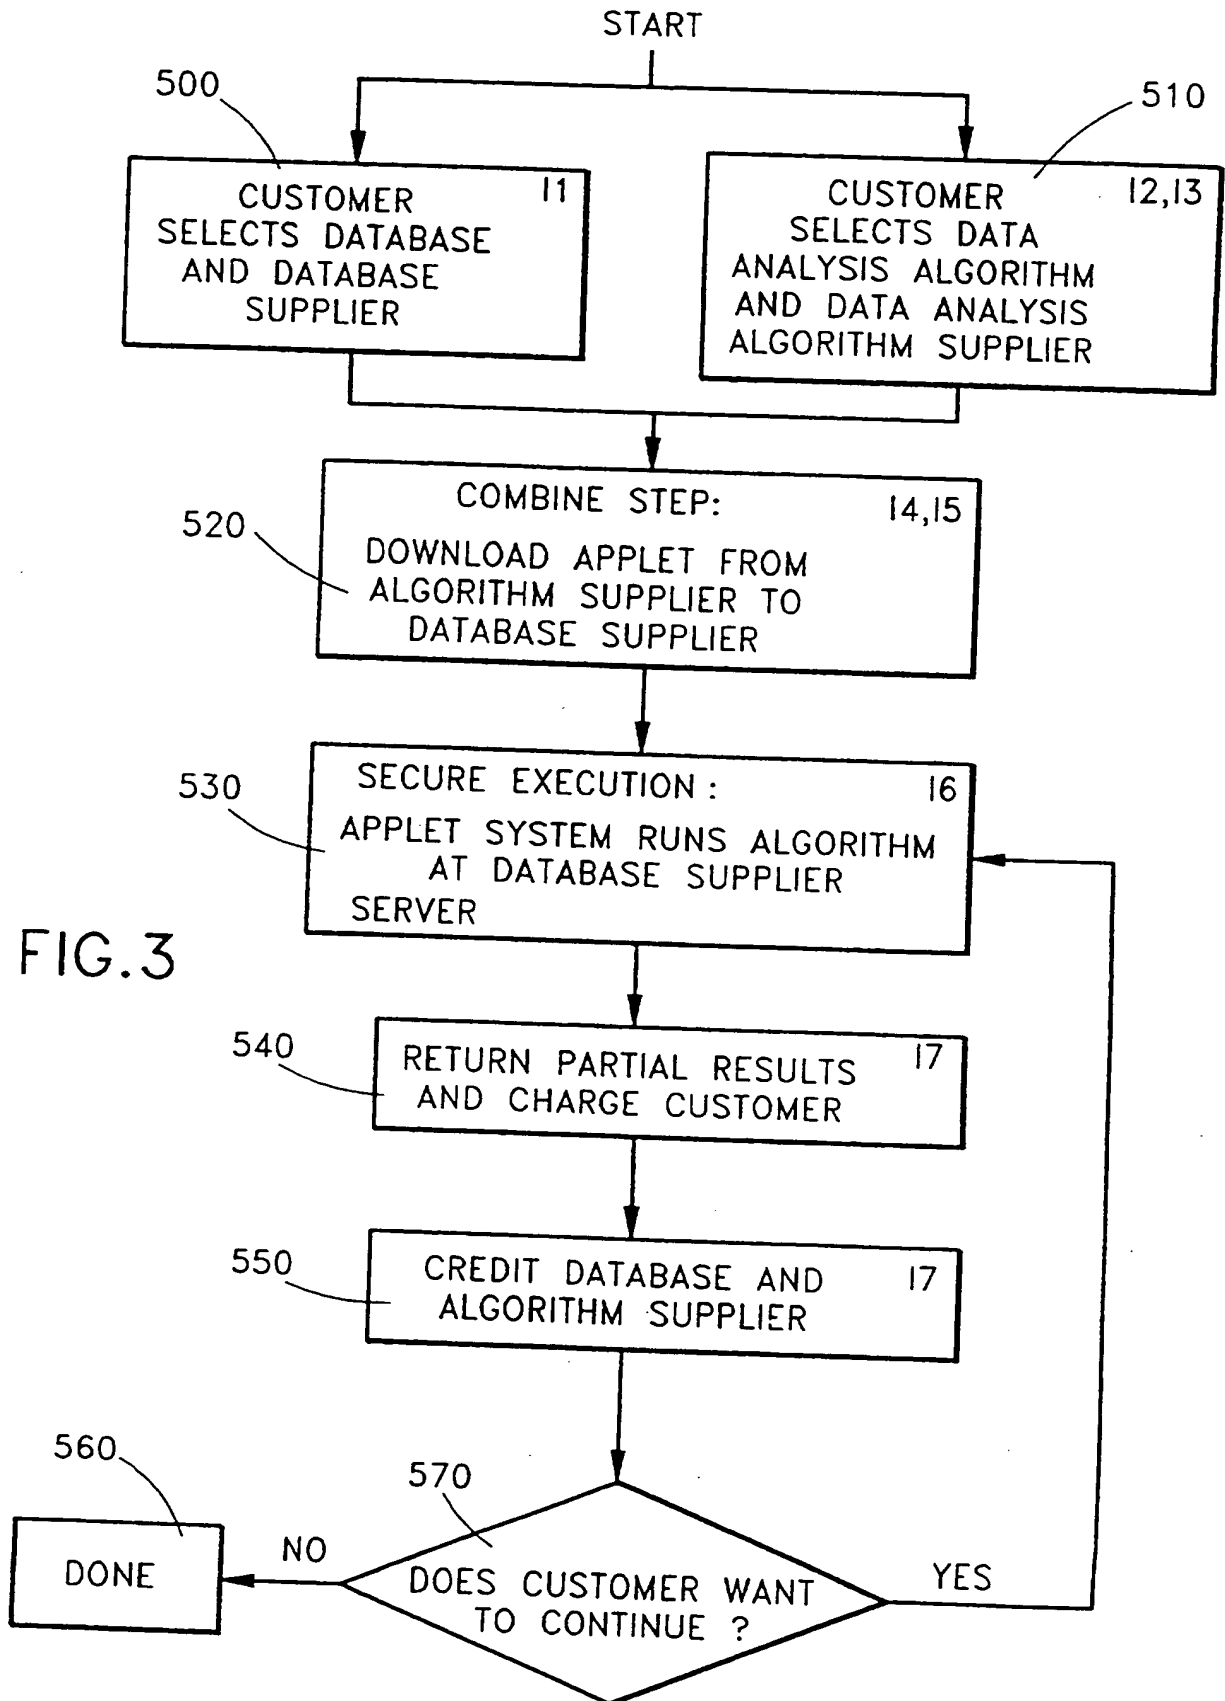 START
500
510
CUSTOMER
SELECTS DATABASE
AND DATABASE
SUPPLIER
11
CUSTOMER
SELECTS DATA
ANALYSIS ALGORITHM
AND DATA ANALYSIS
ALGORITHM SUPPLIER
12,13
520
COMBINE STEP:
14,15
DOWNLOAD APPLET FROM
ALGORITHM SUPPLIER TO
DATABASE SUPPLIER
530
SECURE EXECUTION:
16
APPLET SYSTEM RUNS ALGORITHM
AT DATABASE SUPPLIER
SERVER
FIG.3
540
RETURN PARTIAL RESULTS
AND CHARGE CUSTOMER
17
550
CREDIT DATABASE AND
ALGORITHM SUPPLIER
17
560
DONE
NO
570
DOES CUSTOMER WANT
TO CONTINUE ?
YES